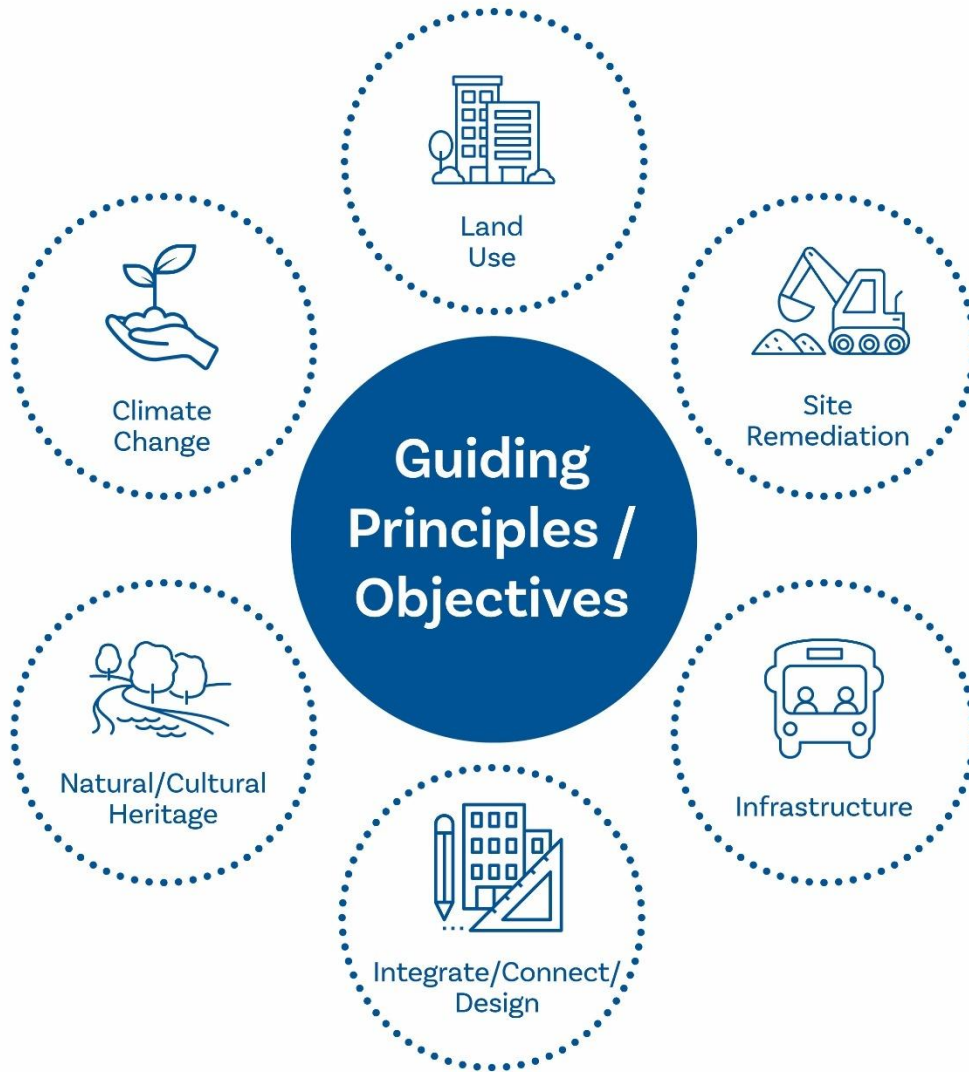 Land
Use
Climate
Change
Site
Remediation
Guiding
Principles /
Objectives
Natural/Cultural
Heritage
Infrastructure
Integrate/Connect/
Design